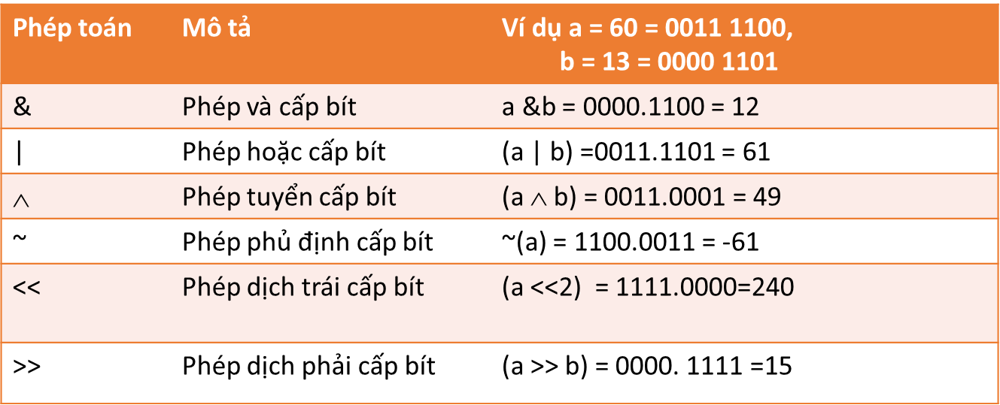 Phép toán Mô tả Ví dụ a = 60 = 0011 1100,
b = 13 = 0000 1101
& Phép và cấp bít a &b = 0000.1100 = 12
| Phép hoặc cấp bít (a | b) =0011.1101 = 61
∧ Phép tuyển cấp bít (a ∧ b) = 0011.0001 = 49
~ Phép phủ định cấp bít ~(a) = 1100.0011 = -61
<< Phép dịch trái cấp bít (a <<2) = 1111.0000=240
>> Phép dịch phải cấp bít (a >> b) = 0000. 1111 =15